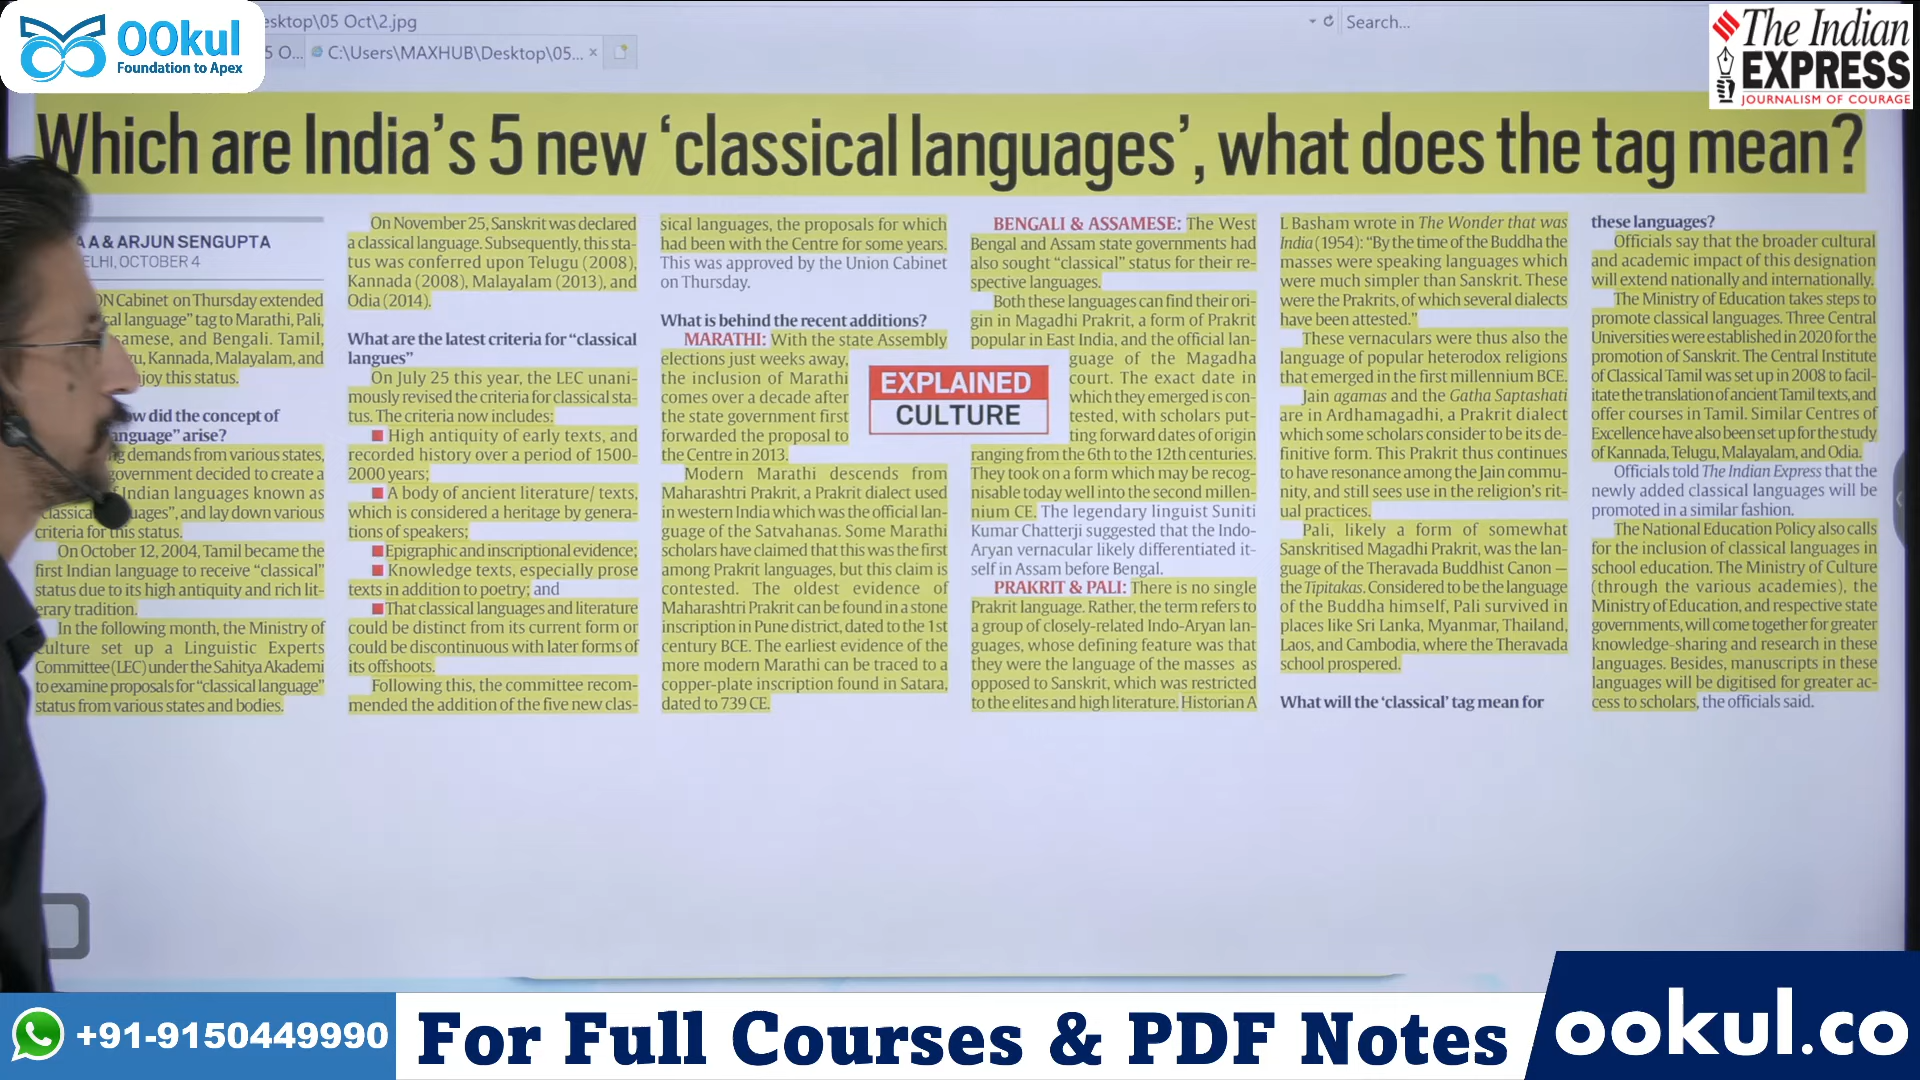 OOkul
Foundation to Apex
esktop\05 Oct\2.jpg
5 O...
C:\Users\MAXHUB\Desktop\05...
Search...
The Indian
EXPRESS
JOURNALISM OF COURAGE
Which are India's 5 new 'classical languages', what does the tag mean?
A A & ARJUN SENGUPTA
ELHI, OCTOBER 4
ON Cabinet on Thursday extended
cal language" tag to Marathi, Pali,
samese, and Bengali. Tamil,
gu, Kannada, Malayalam, and
joy this status.
ow did the concept of
anguage" arise?
g demands from various states,
overnment decided to create a
f Indian languages known as
"classica uages", and lay down various
criteria for this status.
On October 12, 2004, Tamil became the
first Indian language to receive "classical"
status due to its high antiquity and rich lit-
erary tradition.
In the following month, the Ministry of
Culture set up a Linguistic Experts
Committee (LEC) under the Sahitya Akademi
to examine proposals for "classical language"
status from various states and bodies.
On November 25, Sanskrit was declared
a classical language. Subsequently, this sta-
tus was conferred upon Telugu (2008),
Kannada (2008), Malayalam (2013), and
Odia (2014).
What are the latest criteria for "classical
langues"
On July 25 this year, the LEC unani-
mously revised the criteria for classical sta-
tus. The criteria now includes:
■ High antiquity of early texts, and
recorded history over a period of 1500-
2000 years;
■ A body of ancient literature/ texts,
which is considered a heritage by genera-
tions of speakers;
■ Epigraphic and inscriptional evidence;
■ Knowledge texts, especially prose
texts in addition to poetry; and
■ That classical languages and literature
could be distinct from its current form or
could be discontinuous with later forms of
its offshoots.
Following this, the committee recom-
mended the addition of the five new clas-
sical languages, the proposals for which
had been with the Centre for some years.
This was approved by the Union Cabinet
on Thursday.
What is behind the recent additions?
MARATHI: With the state Assembly
elections just weeks away,
the inclusion of Marathi
comes over a decade after
the state government first
forwarded the proposal to
the Centre in 2013.
Modern Marathi descends from
Maharashtri Prakrit, a Prakrit dialect used
in western India which was the official lan-
guage of the Satvahanas. Some Marathi
scholars have claimed that this was the first
among Prakrit languages, but this claim is
contested. The oldest evidence of
Maharashtri Prakrit can be found in a stone
inscription in Pune district, dated to the 1st
century BCE. The earliest evidence of the
more modern Marathi can be traced to a
copper-plate inscription found in Satara,
dated to 739 CE.
EXPLAINED
CULTURE
BENGALI & ASSAMESE: The West
Bengal and Assam state governments had
also sought "classical" status for their re-
spective languages.
Both these languages can find their ori-
gin in Magadhi Prakrit, a form of Prakrit
popular in East India, and the official lan-
guage of the Magadha
court. The exact date in
which they emerged is con-
tested, with scholars put-
ting forward dates of origin
ranging from the 6th to the 12th centuries.
They took on a form which may be recog-
nisable today well into the second millen-
nium CE. The legendary linguist Suniti
Kumar Chatterji suggested that the Indo-
Aryan vernacular likely differentiated it-
self in Assam before Bengal.
PRAKRIT & PALI: There is no single
Prakrit language. Rather, the term refers to
a group of closely-related Indo-Aryan lan-
guages, whose defining feature was that
they were the language of the masses as
opposed to Sanskrit, which was restricted
to the elites and high literature. Historian A
L Basham wrote in The Wonder that was
India (1954): "By the time of the Buddha the
masses were speaking languages which
were much simpler than Sanskrit. These
were the Prakrits, of which several dialects
have been attested."
These vernaculars were thus also the
language of popular heterodox religions
that emerged in the first millennium BCE.
Jain agamas and the Gatha Saptashati
are in Ardhamagadhi, a Prakrit dialect
which some scholars consider to be its de-
finitive form. This Prakrit thus continues
to have resonance among the Jain commu-
nity, and still sees use in the religion's rit-
ual practices.
Pali, likely a form of somewhat
Sanskritised Magadhi Prakrit, was the lan-
guage of the Theravada Buddhist Canon —
the Tipitakas. Considered to be the language
of the Buddha himself, Pali survived in
places like Sri Lanka, Myanmar, Thailand,
Laos, and Cambodia, where the Theravada
school prospered.
What will the 'classical' tag mean for
these languages?
Officials say that the broader cultural
and academic impact of this designation
will extend nationally and internationally.
The Ministry of Education takes steps to
promote classical languages. Three Central
Universities were established in 2020 for the
promotion of Sanskrit. The Central Institute
of Classical Tamil was set up in 2008 to facil-
itate the translation of ancient Tamil texts, and
offer courses in Tamil. Similar Centres of
Excellence have also been set up for the study
of Kannada, Telugu, Malayalam, and Odia.
Officials told The Indian Express that the
newly added classical languages will be
promoted in a similar fashion.
The National Education Policy also calls
for the inclusion of classical languages in
school education. The Ministry of Culture
(through the various academies), the
Ministry of Education, and respective state
governments, will come together for greater
knowledge-sharing and research in these
languages. Besides, manuscripts in these
languages will be digitised for greater ac-
cess to scholars, the officials said.
+91-9150449990
For Full Courses & PDF Notes
ookul.co